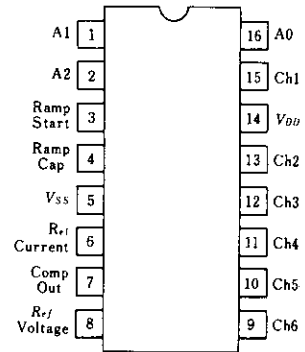 A1 1 16 A0
A2 2 15 Ch1
Ramp
Start 3 14 VDD
Ramp
Cap 4 13 Ch2
VSS 5 12 Ch3
Ref
Current 6 11 Ch4
Comp
Out 7 10 Ch5
Ref
Voltage 8 9 Ch6